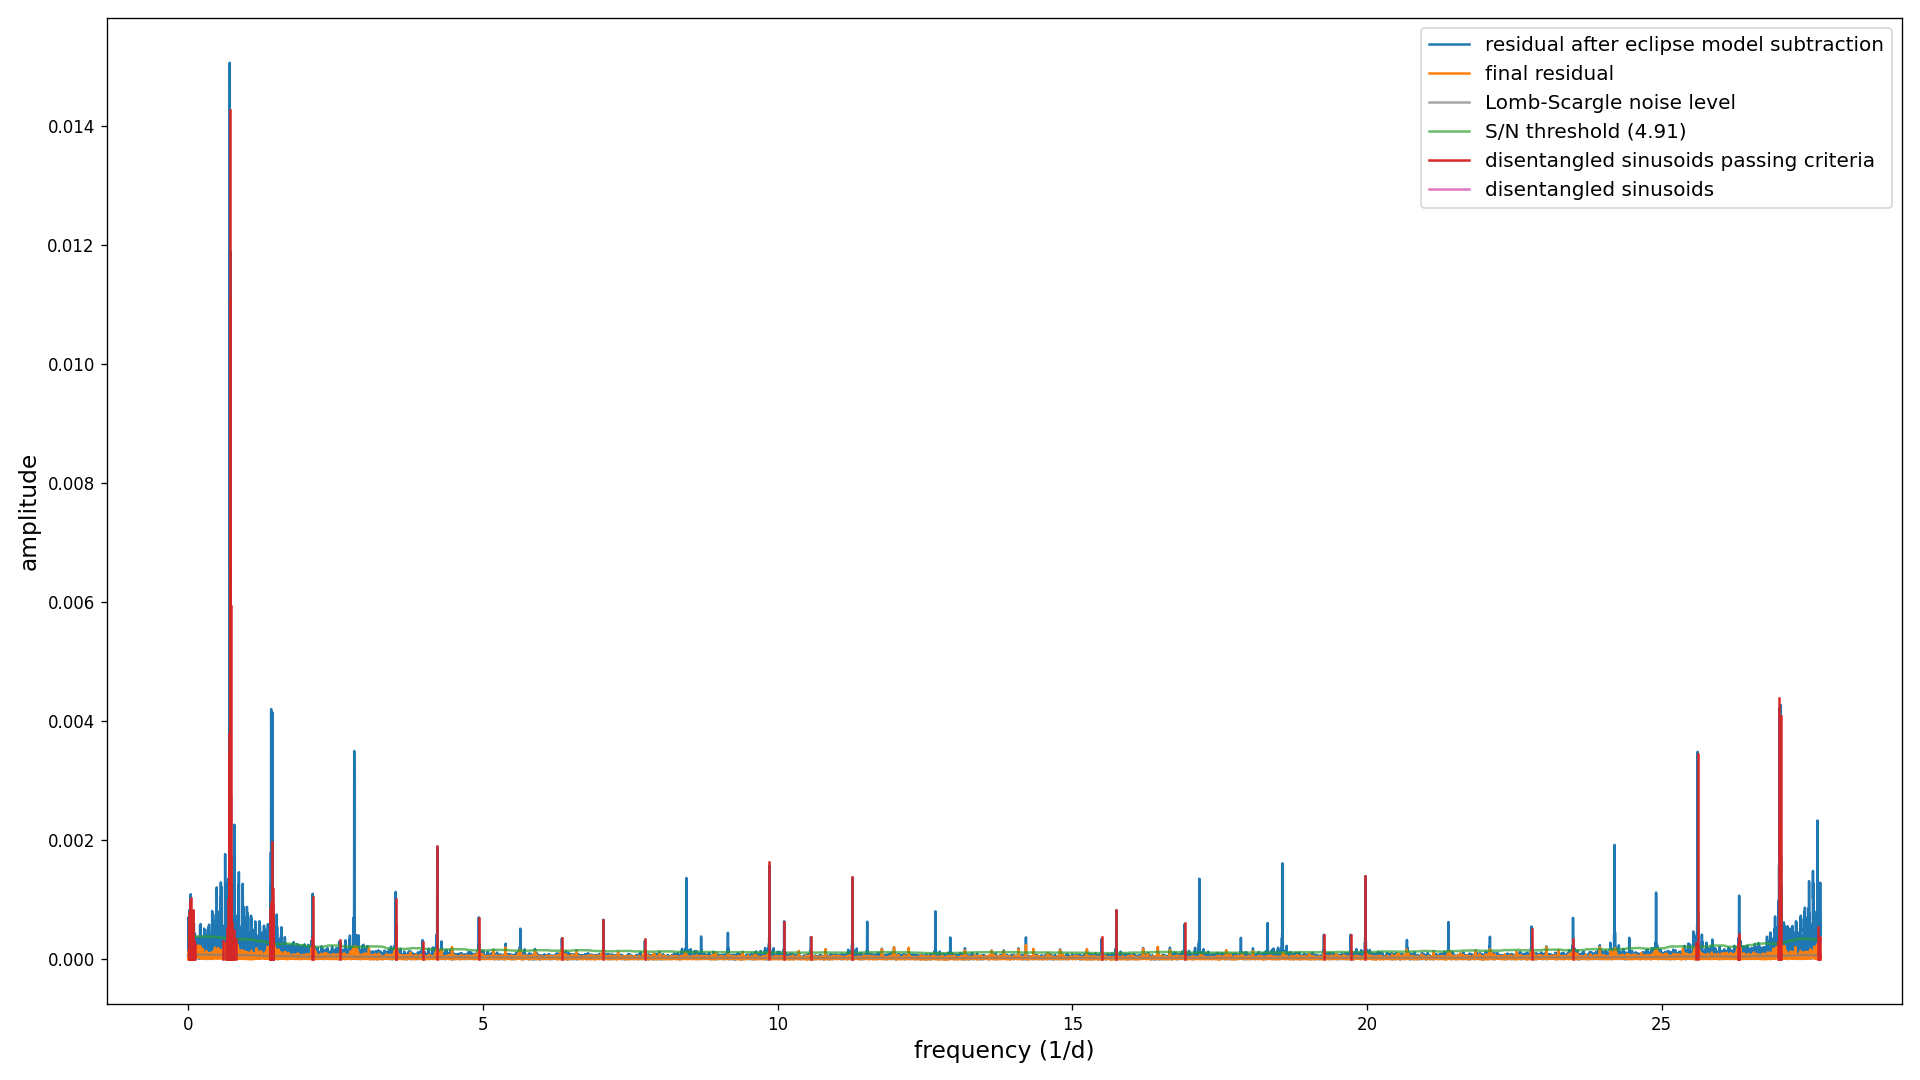 residual after eclipse model subtraction
final residual
Lomb-Scargle noise level
S/N threshold (4.91)
disentangled sinusoids passing criteria
disentangled sinusoids
0.014
0.012
0.010
0.008
0.006
0.004
0.002
0.000
amplitude
0 5 10 15 20 25
frequency (1/d)